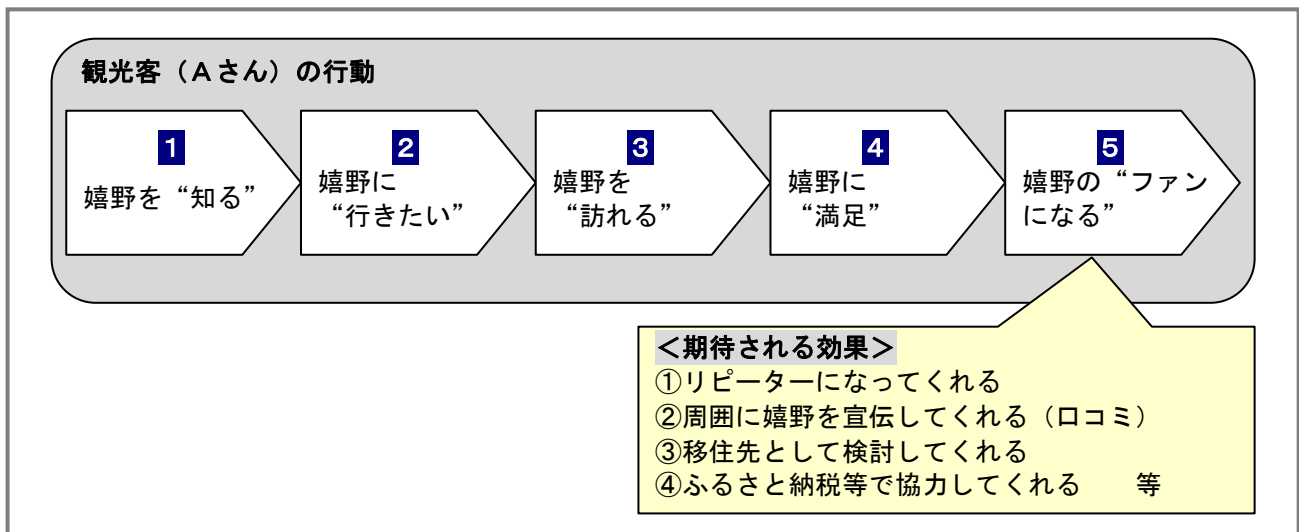 観光客（Aさん）の行動
1
嬉野を“知る”
2
嬉野に
“行きたい”
3
嬉野を
“訪れる”
4
嬉野に
“満足”
5
嬉野の“ファン
になる”
＜期待される効果＞
①リピーターになってくれる
②周囲に嬉野を宣伝してくれる（口コミ）
③移住先として検討してくれる
④ふるさと納税等で協力してくれる　　等